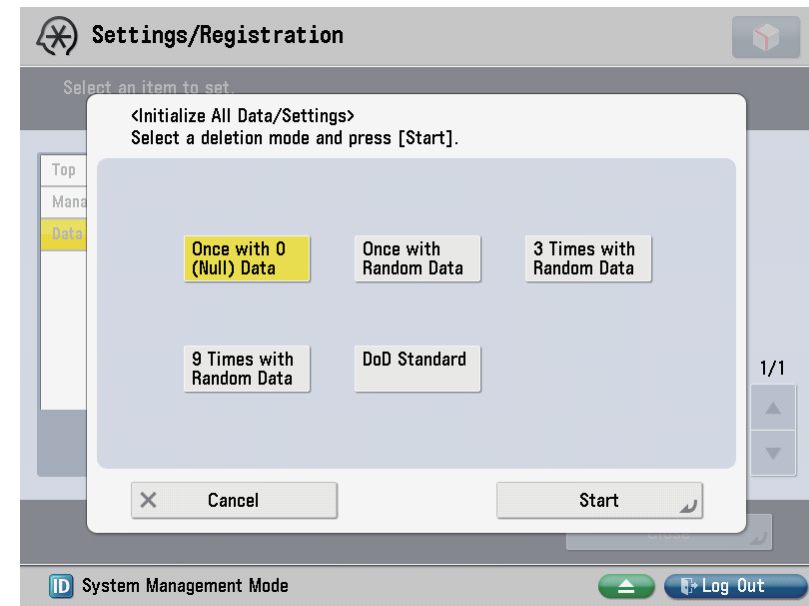 Settings/Registration
Select an item to set.
<Initialize All Data/Settings>
Select a deletion mode and press [Start].
Top
Mana
Data
Once with 0
(Null) Data
Once with
Random Data
3 Times with
Random Data
9 Times with
Random Data
DoD Standard
1/1
Cancel
Start
Close
ID System Management Mode
Log Out